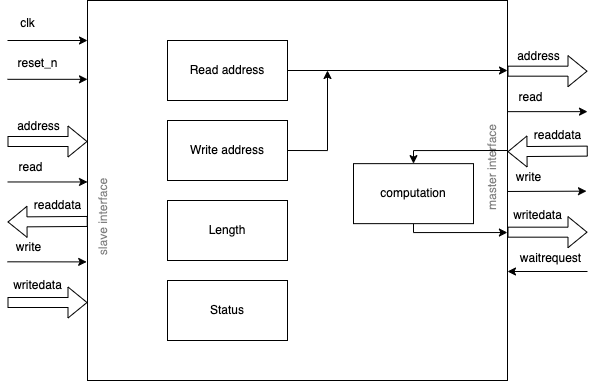 clk
reset_n
address
read
readdata
write
writedata
slave interface
Read address
Write address
Length
Status
computation
master interface
address
read
readdata
write
writedata
waitrequest